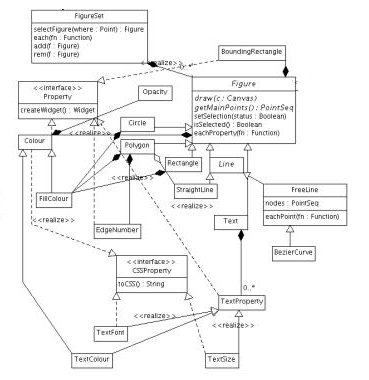 FigureSet
selectFigure(where : Point) : Figure
each(fn : Function)
add(f : Figure)
rem(f : Figure)
BoundingRectangle
<<realize>>
0..*
<<interface>>
Property
createWidget() : Widget
Opacity
Figure
draw(c : Canvas)
getMainPoints() : PointSeq
setSelection(status : Boolean)
isSelected() : Boolean
eachProperty(fn : Function)
Circle
<<realize>>
Colour
Polygon
Rectangle
Line
StraightLine
FreeLine
nodes : PointSeq
eachPoint(fn : Function)
FillColour
<<realize>>
<<realize>>
Text
EdgeNumber
BezierCurve
<<interface>>
CSSProperty
toCSS() : String
0..*
TextProperty
<<realize>>
<<realize>>
TextFont
TextColour
TextSize